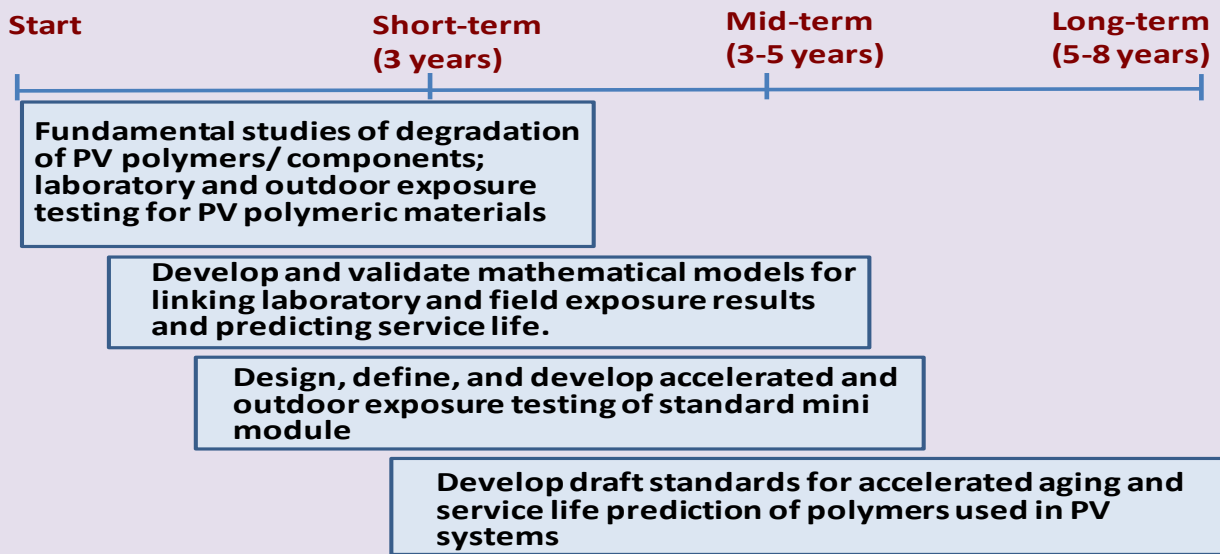 Start
Short-term
(3 years)
Mid-term
(3-5 years)
Long-term
(5-8 years)
Fundamental studies of degradation
of PV polymers/ components;
laboratory and outdoor exposure
testing for PV polymeric materials
Develop and validate mathematical models for
linking laboratory and field exposure results
and predicting service life.
Design, define, and develop accelerated and
outdoor exposure testing of standard mini
module
Develop draft standards for accelerated aging and
service life prediction of polymers used in PV
systems